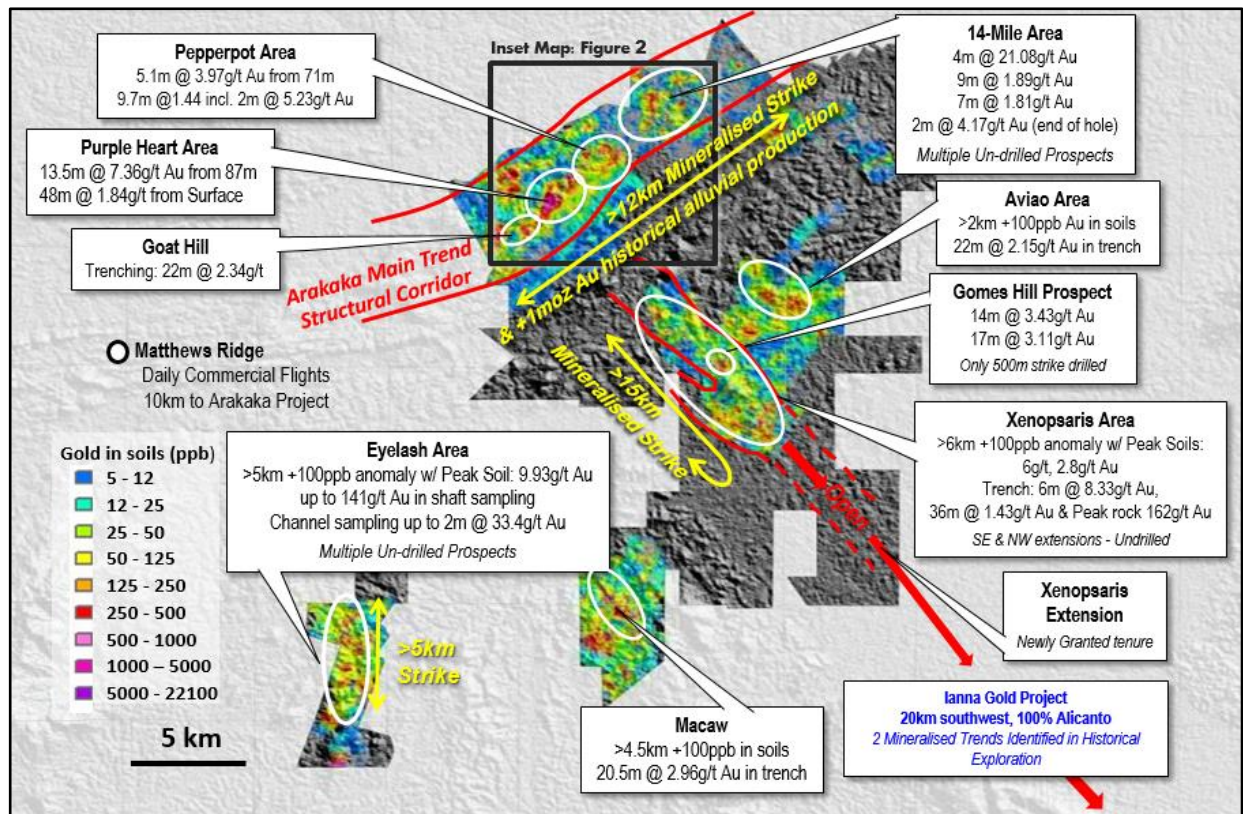 Pepperpot Area
5.1m @ 3.97g/t Au from 71m
9.7m @1.44 incl. 2m @ 5.23g/t Au
Inset Map: Figure 2
14-Mile Area
4m @ 21.08g/t Au
9m @ 1.89g/t Au
7m @ 1.81g/t Au
2m @ 4.17g/t Au (end of hole)
Multiple Un-drilled Prospects
Purple Heart Area
13.5m @ 7.36g/t Au from 87m
48m @ 1.84g/t from Surface
Goat Hill
Trenching: 22m @ 2.34g/t
Arakaka Main Trend
Structural Corridor
>12km Mineralised Strike
& +1moz Au historical alluvial production
Aviao Area
>2km +100ppb Au in soils
22m @ 2.15g/t Au in trench
Gomes Hill Prospect
14m @ 3.43g/t Au
17m @ 3.11g/t Au
Only 500m strike drilled
Matthews Ridge
Daily Commercial Flights
10km to Arakaka Project
>15km
Mineralised Strike
Xenopsaris Area
>6km +100ppb anomaly w/ Peak Soils:
6g/t, 2.8g/t Au
Trench: 6m @ 8.33g/t Au,
36m @ 1.43g/t Au & Peak rock 162g/t Au
SE & NW extensions - Undrilled
Open
Gold in soils (ppb)
5 - 12
12 - 25
25 - 50
50 - 125
125 - 250
250 - 500
500 - 1000
1000 – 5000
5000 - 22100
5 km
Eyelash Area
>5km +100ppb anomaly w/ Peak Soil: 9.93g/t Au
up to 141g/t Au in shaft sampling
Channel sampling up to 2m @ 33.4g/t Au
Multiple Un-drilled Prospects
>5km
Strike
Xenopsaris
Extension
Newly Granted tenure
Macaw
>4.5km +100ppb in soils
20.5m @ 2.96g/t Au in trench
Ianna Gold Project
20km southwest, 100% Alicanto
2 Mineralised Trends Identified in Historical
Exploration